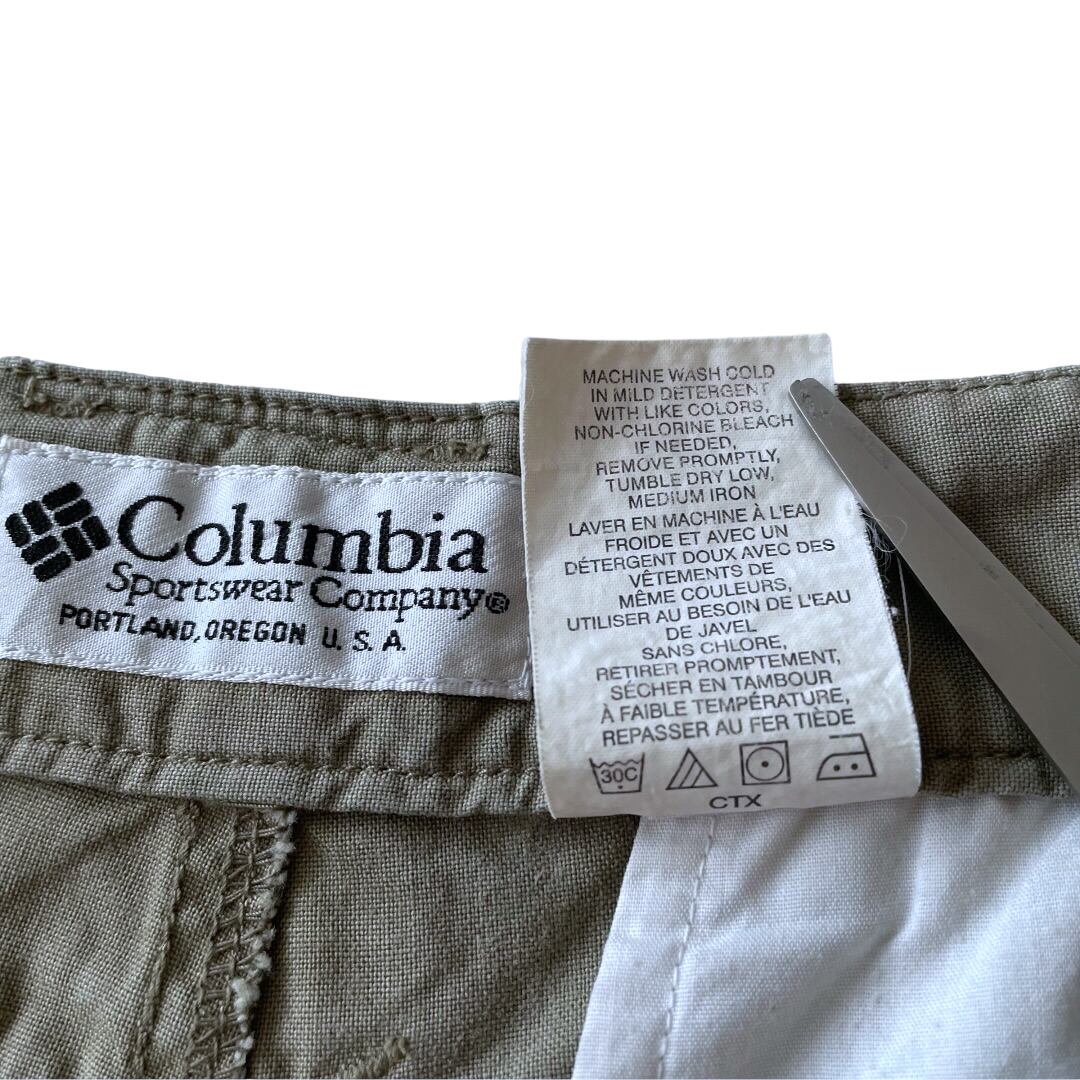 Columbia
Sportswear Company®
PORTLAND, OREGON U.S.A.
MACHINE WASH COLD
IN MILD DETERGENT
WITH LIKE COLORS,
NON-CHLORINE BLEACH
IF NEEDED,
REMOVE PROMPTLY,
TUMBLE DRY LOW,
MEDIUM IRON
LAVER EN MACHINE À L'EAU
FROIDE ET AVEC UN
DÉTERGENT DOUX AVEC DES
VÊTEMENTS DE
MÊME COULEURS,
UTILISER AU BESOIN DE L'EAU
DE JAVEL
SANS CHLORE,
RETIRER PROMPTEMENT,
SÉCHER EN TAMBOUR
À FAIBLE TEMPÉRATURE,
REPASSER AU FER TIÈDE
30C
CTX